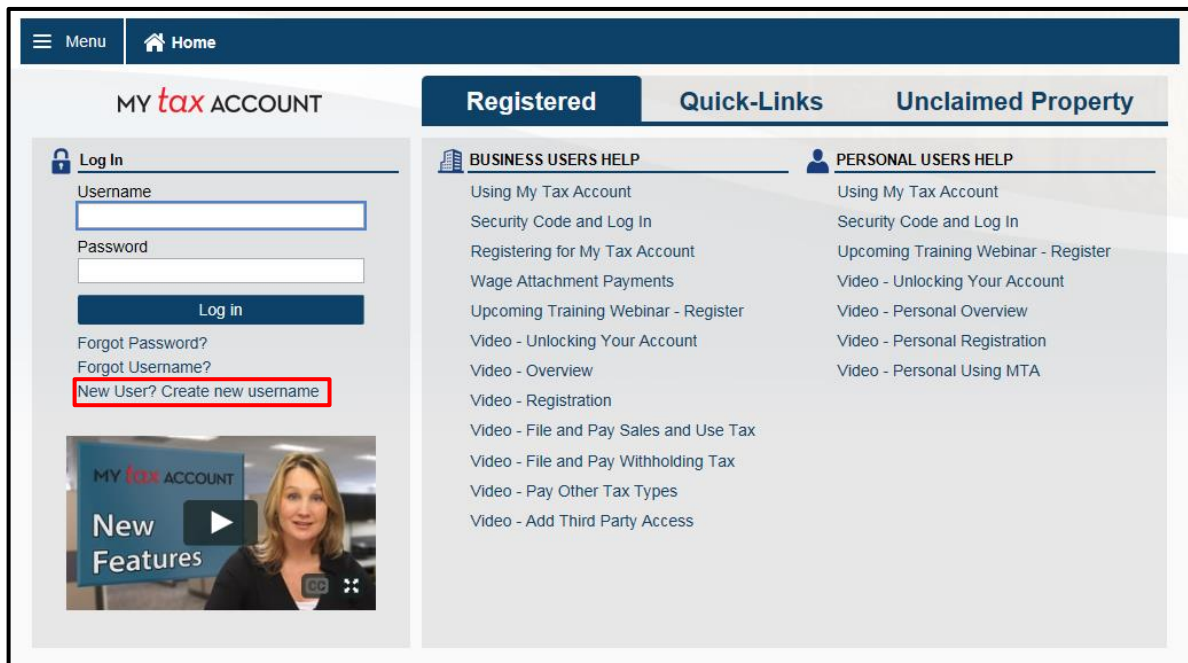 Menu
Home
MY tax ACCOUNT
Registered
Quick-Links
Unclaimed Property
Log In
Username
Password
Log in
Forgot Password?
Forgot Username?
New User? Create new username
MY tax ACCOUNT
New
Features
CC
BUSINESS USERS HELP
Using My Tax Account
Security Code and Log In
Registering for My Tax Account
Wage Attachment Payments
Upcoming Training Webinar - Register
Video - Unlocking Your Account
Video - Overview
Video - Registration
Video - File and Pay Sales and Use Tax
Video - File and Pay Withholding Tax
Video - Pay Other Tax Types
Video - Add Third Party Access
PERSONAL USERS HELP
Using My Tax Account
Security Code and Log In
Upcoming Training Webinar - Register
Video - Unlocking Your Account
Video - Personal Overview
Video - Personal Registration
Video - Personal Using MTA